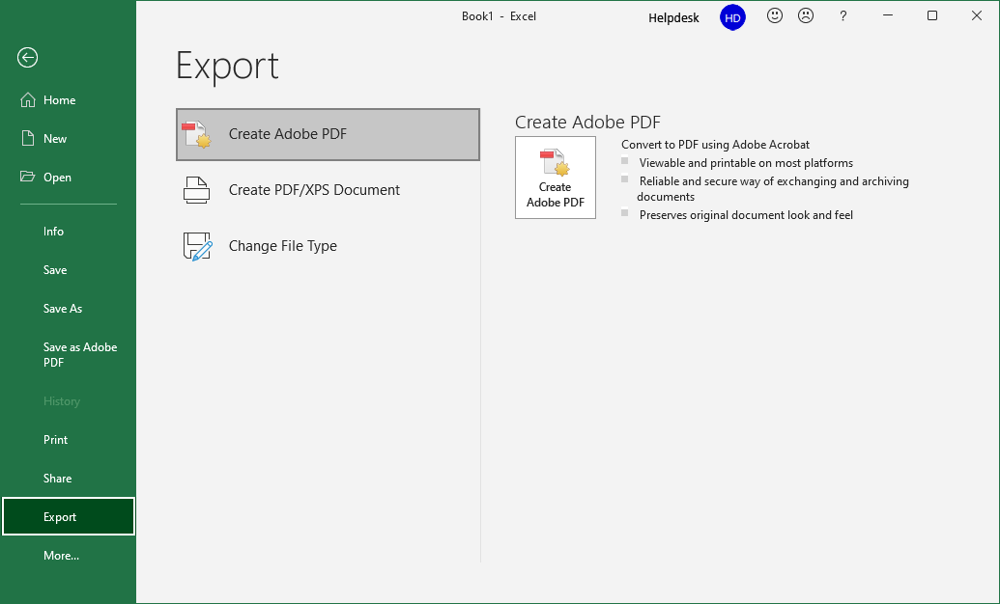 Book1 - Excel
Helpdesk
HD
?
Export
Home
New
Open
Info
Save
Save As
Save as Adobe
PDF
History
Print
Share
Export
More...
Create Adobe PDF
Create PDF/XPS Document
Change File Type
Create Adobe PDF
Create
Adobe PDF
Convert to PDF using Adobe Acrobat
Viewable and printable on most platforms
Reliable and secure way of exchanging and archiving
documents
Preserves original document look and feel